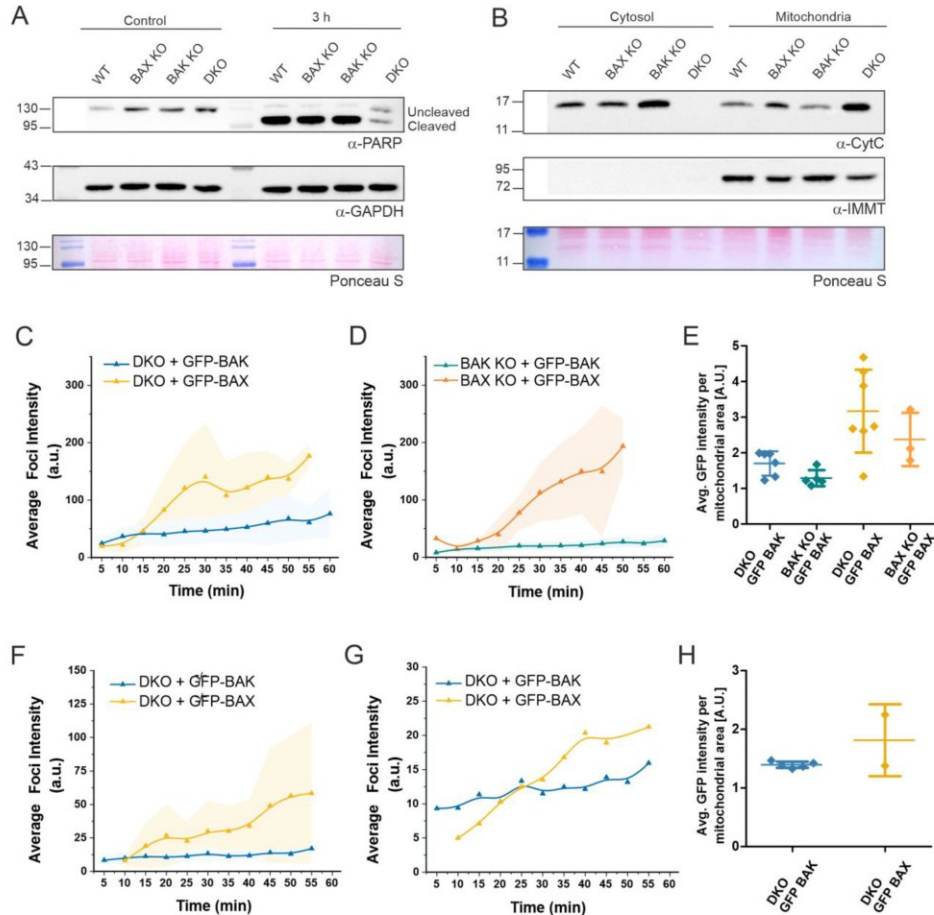 A
Control
3 h
WT
BAX KO
BAK KO
DKO
WT
BAX KO
BAK KO
DKO
130
95
Uncleaved
Cleaved
α-PARP
43
34
α-GAPDH
130
95
Ponceau S
B
Cytosol
Mitochondria
WT
BAX KO
BAK KO
DKO
WT
BAX KO
BAK KO
DKO
17
11
α-CytC
95
72
α-IMMT
17
11
Ponceau S
C
DKO + GFP-BAK
DKO + GFP-BAX
Average Foci Intensity
(a.u.)
300
200
100
50
0
5 10 15 20 25 30 35 40 45 50 55 60
Time (min)
D
BAK KO + GFP-BAK
BAX KO + GFP-BAX
Average Foci Intensity
(a.u.)
300
200
100
50
0
5 10 15 20 25 30 35 40 45 50 55 60
Time (min)
E
Avg. GFP intensity per
mitochondrial area [A.U.]
5
4
3
2
1
0
DKO
GFP BAK
BAK KO
GFP BAK
DKO
GFP BAX
BAX KO
GFP BAX
F
DKO + GFP-BAK
DKO + GFP-BAX
Average Foci Intensity
(a.u.)
150
125
100
75
50
25
0
5 10 15 20 25 30 35 40 45 50 55 60
Time (min)
G
DKO + GFP-BAK
DKO + GFP-BAX
Average Foci Intensity
(a.u.)
30
25
20
15
10
5
0
5 10 15 20 25 30 35 40 45 50 55 60
Time (min)
H
Avg. GFP intensity per
mitochondrial area [A.U.]
3
2
1
0
DKO
GFP BAK
DKO
GFP BAX